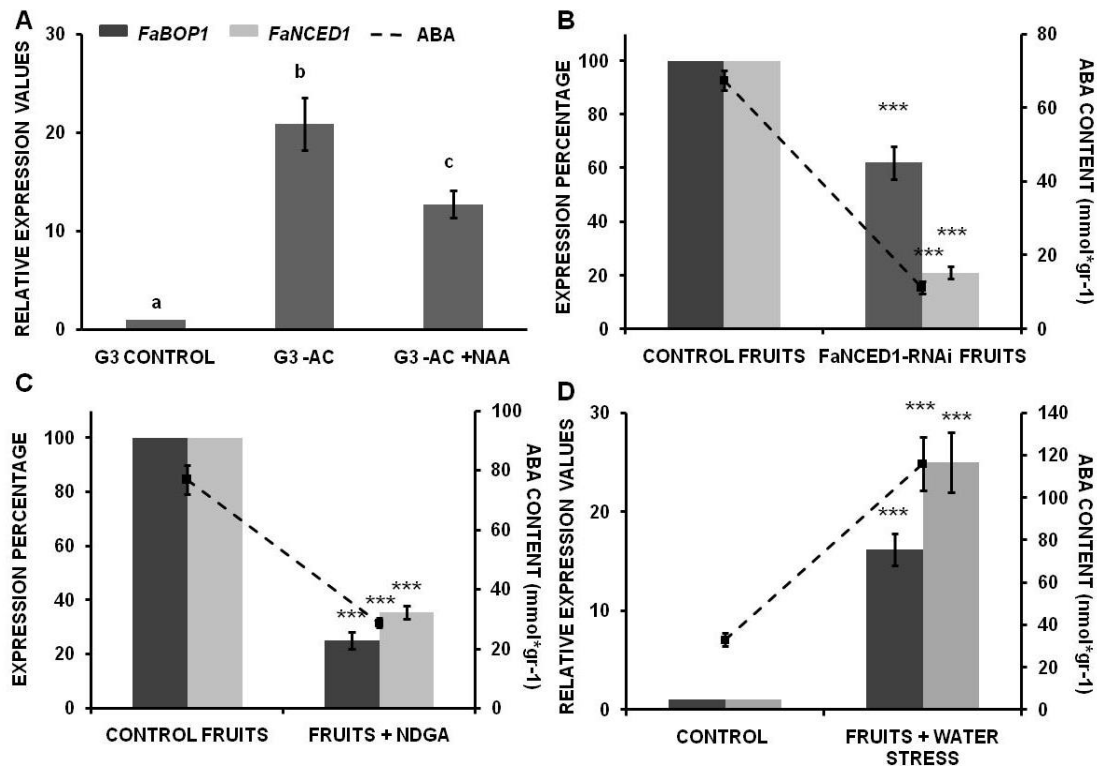 A
FaBOP1 FaNCED1 ABA
RELATIVE EXPRESSION VALUES
30
20
10
0
a
b
c
G3 CONTROL G3 -AC G3 -AC +NAA
B
EXPRESSION PERCENTAGE
100
80
60
40
20
0
***
***
***
80
60
40
20
0
ABA CONTENT (mmol*gr-1)
CONTROL FRUITS FaNCED1-RNAi FRUITS
C
EXPRESSION PERCENTAGE
100
80
60
40
20
0
***
***
***
100
80
60
40
20
0
ABA CONTENT (mmol*gr-1)
CONTROL FRUITS FRUITS + NDGA
D
RELATIVE EXPRESSION VALUES
30
20
10
0
***
***
***
140
120
100
80
60
40
20
0
ABA CONTENT (nmol*gr-1)
CONTROL FRUITS + WATER
STRESS